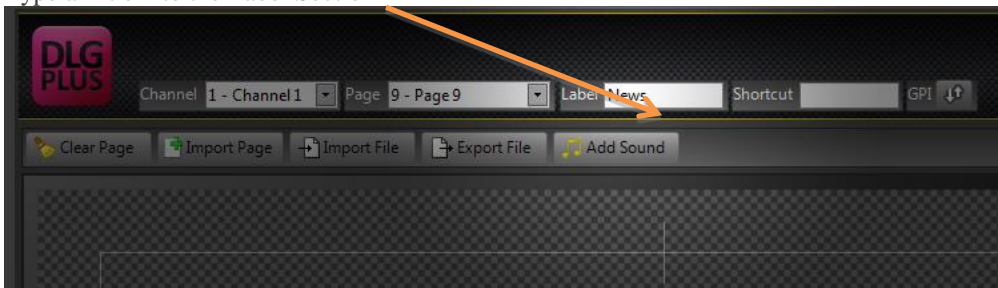 DLG
PLUS
Channel 1 - Channel 1 Page 9 - Page 9 Label News Shortcut GPI
Clear Page Import Page Import File Export File Add Sound